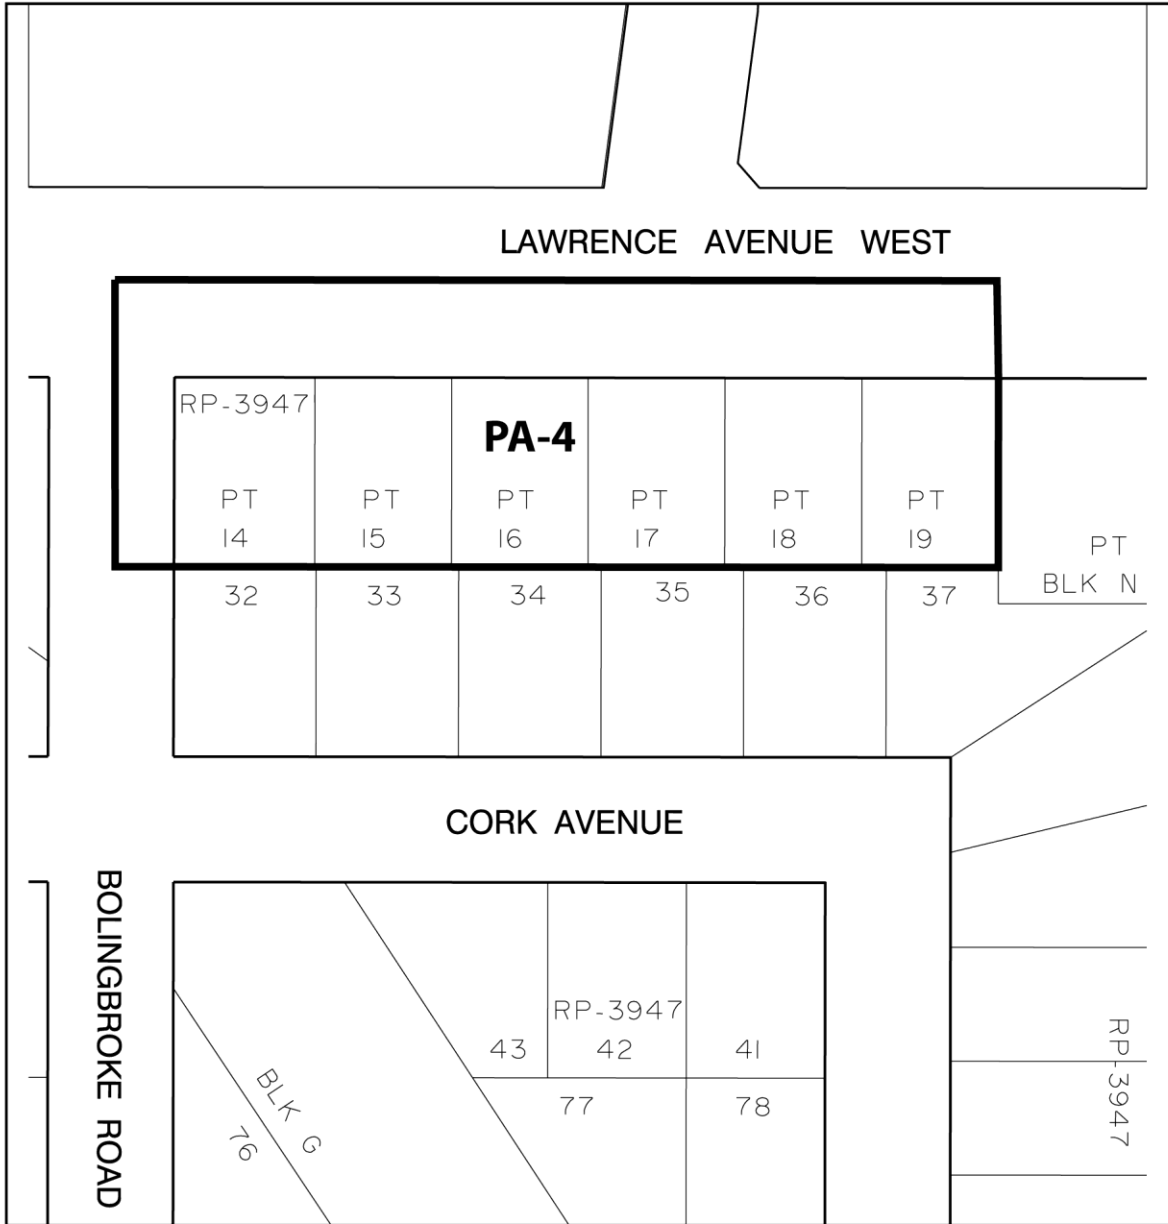 LAWRENCE AVENUE WEST
RP-3947
PA-4
PT
14
PT
15
PT
16
PT
17
PT
18
PT
19
PT
BLK N
32
33
34
35
36
37
CORK AVENUE
BOLINGBROKE ROAD
RP-3947
43
42
41
77
78
BLK G
76
RP-3947